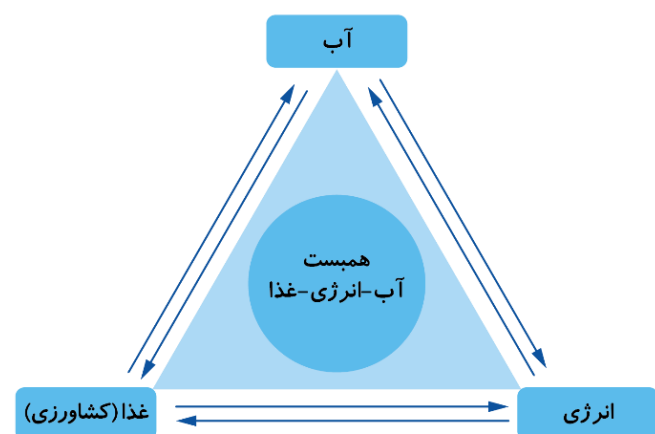 آب
همبست
آب-انرژی-غذا
انرژی
غذا(کشاورزی)